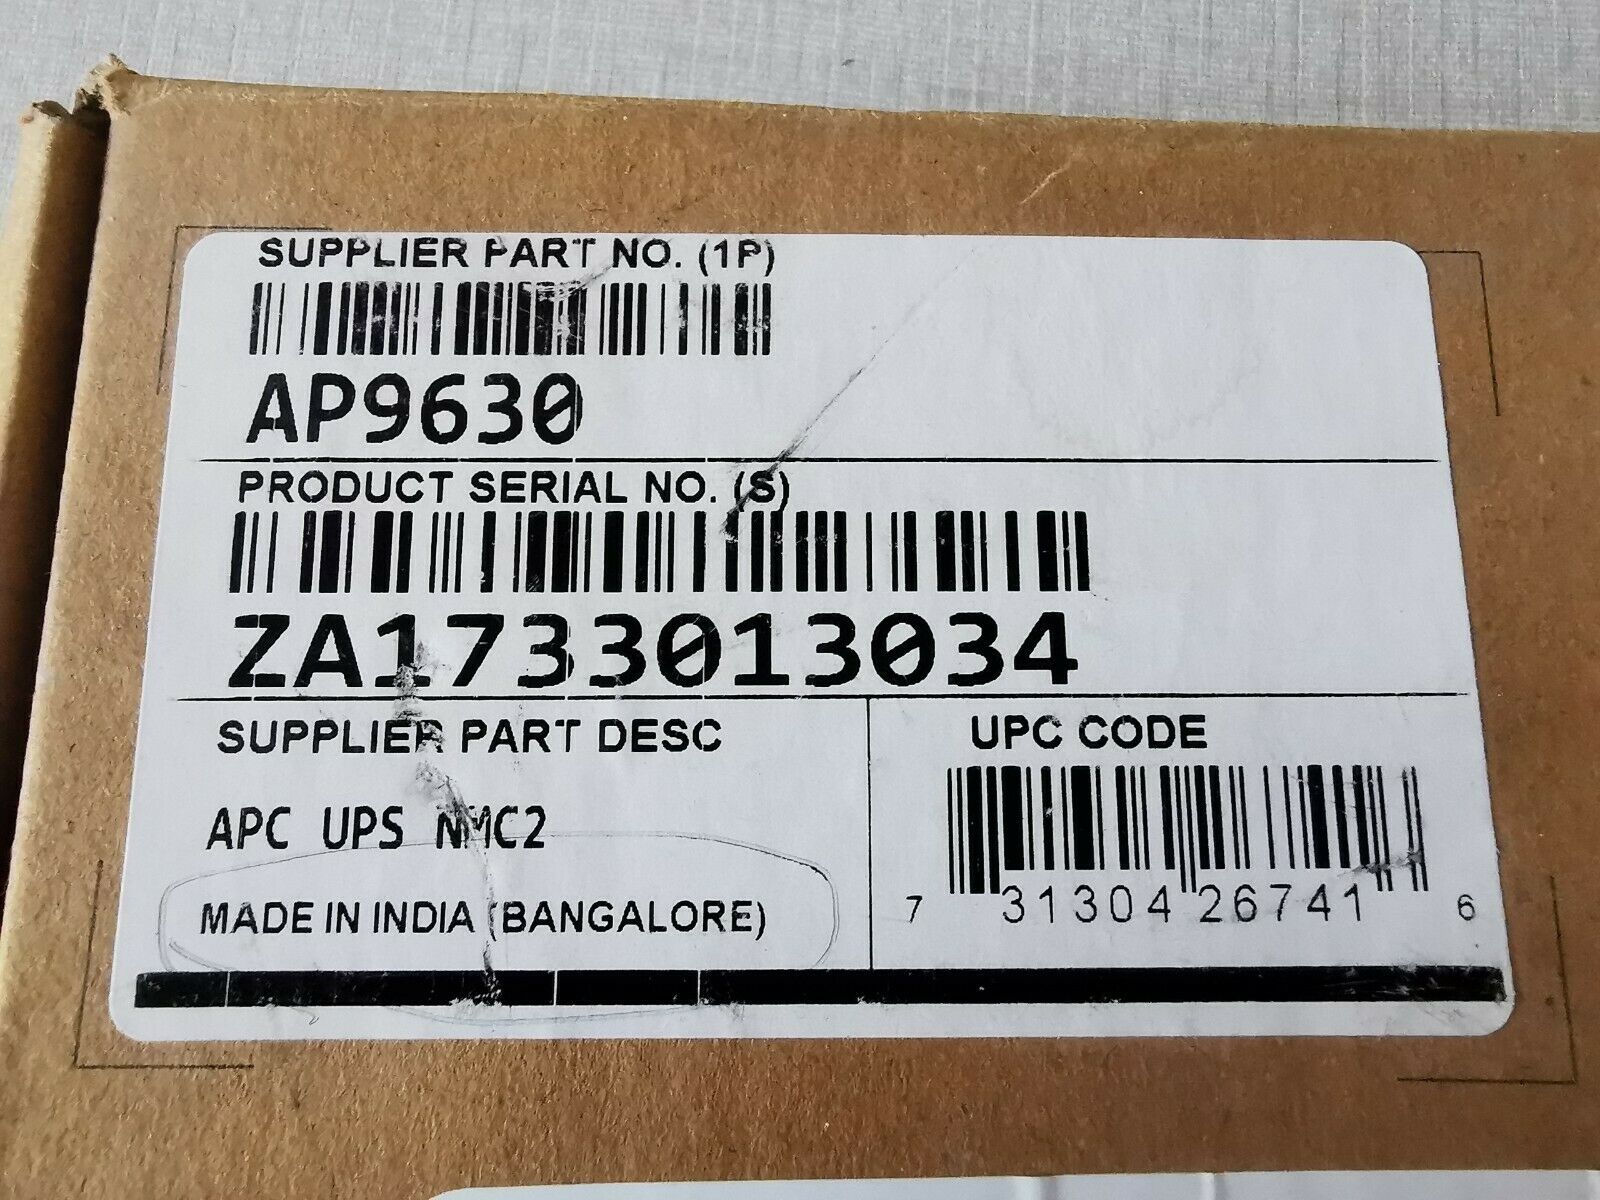 SUPPLIER PART NO. (1P)
AP9630
PRODUCT SERIAL NO. (S)
ZA1733013034
SUPPLIER PART DESC
APC UPS NMC2
MADE IN INDIA (BANGALORE)
UPC CODE
7 31304 26741 6